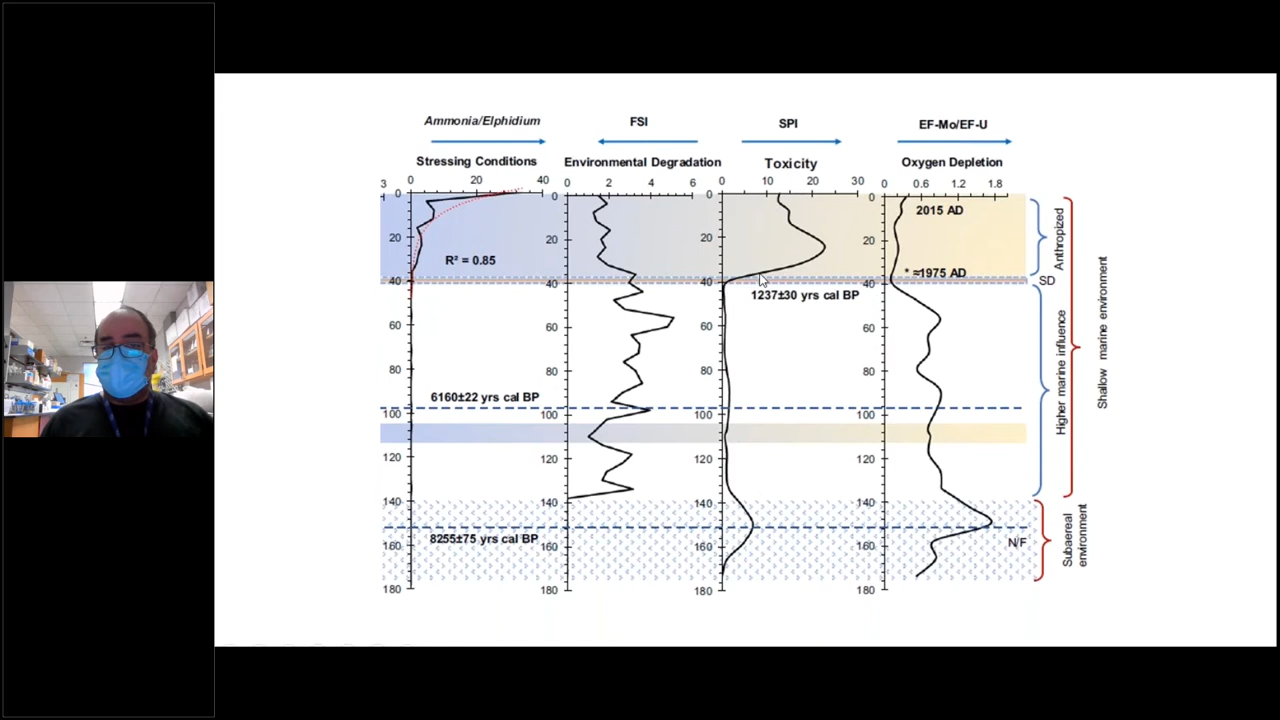 Ammonia/Elphidium FSI SPI EF-Mo/EF-U
Stressing Conditions Environmental Degradation Toxicity Oxygen Depletion
3 0 20 40 0 2 4 6 0 10 20 30 0 0.6 1.2 1.8
0 0 0 0
2015 AD
20 20 20 20
R² = 0.85
* ≈1975 AD
40 40 40 40
SD
1237±30 yrs cal BP
60 60 60 60
80 80 80 80
6160±22 yrs cal BP
100 100 100 100
120 120 120 120
140 140 140 140
8255±75 yrs cal BP
N/F
160 160 160 160
180 180 180 180
Anthropized
Higher marine influence
Shallow marine environment
Subaereal
environment